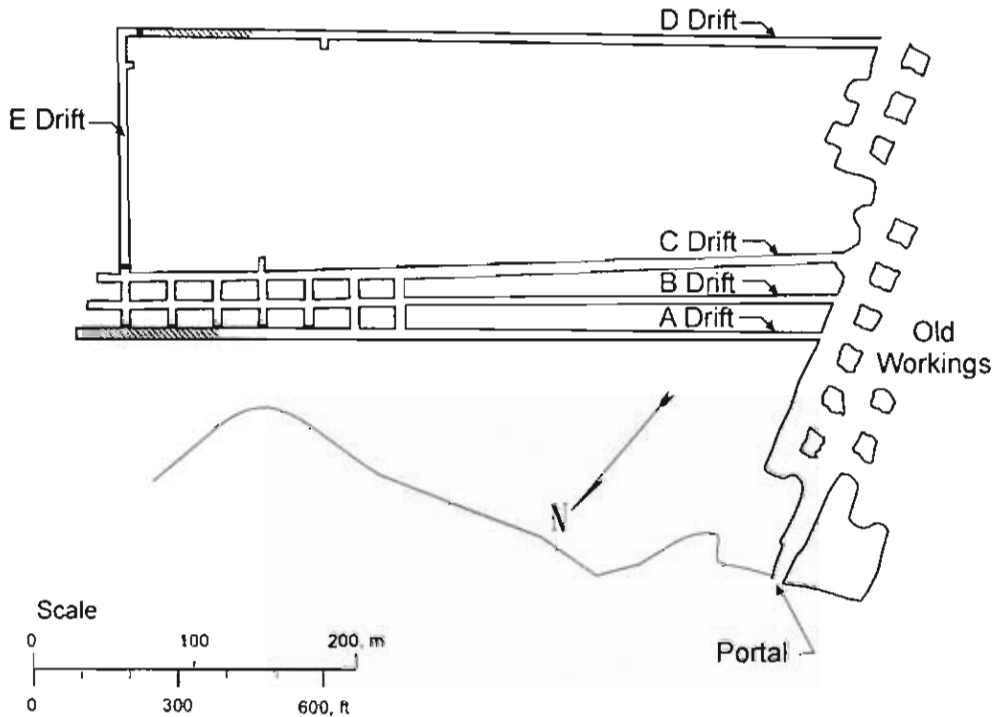 D Drift
E Drift
C Drift
B Drift
A Drift
Old
Workings
N
Scale
0 100 200, m
0 300 600, ft
Portal